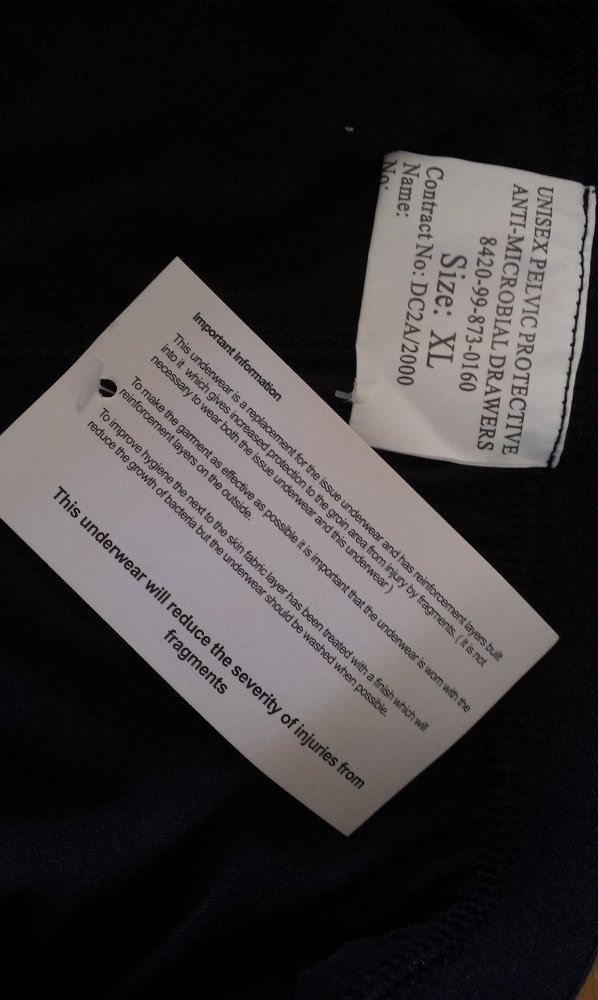 UNISEX PELVIC PROTECTIVE
ANTI-MICROBIAL DRAWERS
8420-99-873-0160
Size: XL
Contract No: DC2A/2000
Name:
No:
Important Information
This underwear is a replacement for the issue underwear and has reinforcement layers built
into it which gives increased protection to the groin area from injury by fragments. ( it is not
necessary to wear both the issue underwear and this underwear )
To make the garment as effective as possible it is important that the underwear is worn with the
reinforcement layers on the outside.
To improve hygiene the next to the skin fabric layer has been treated with a finish which will
reduce the growth of bacteria but the underwear should be washed when possible.
This underwear will reduce the severity of injuries from
fragments